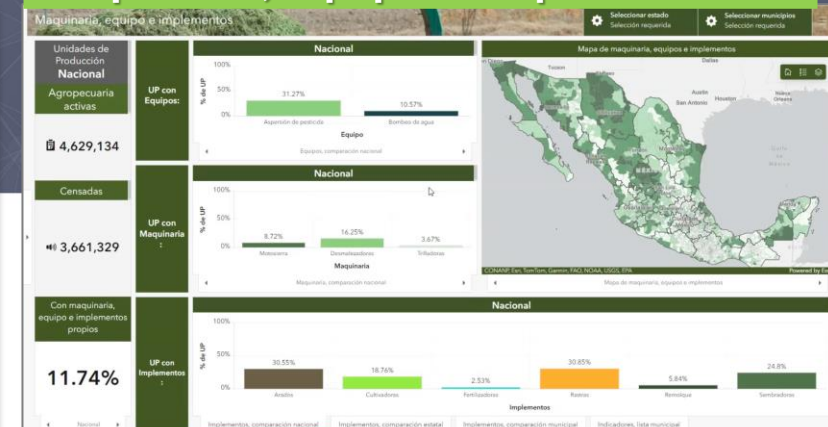 Maquinaria, equipo e implementos
Seleccionar estado
Selección requerida
Seleccionar municipios
Selección requerida
Unidades de
Producción
Nacional
Agropecuaria
activas
4,629,134
Censadas
3,661,329
Con maquinaria,
equipo e implementos
propios
11.74%
Nacional
UP con
Equipos:
Nacional
% de UP
100%
50%
0%
31.27%
10.57%
Aspersión de pesticida
Bombeo de agua
Equipo
Equipos, comparación nacional
UP con
Maquinaria
:
Nacional
% de UP
100%
50%
0%
8.72%
16.25%
3.67%
Motosierra
Desmalezadoras
Trilladoras
Maquinaria
Maquinaria, comparación nacional
Mapa de maquinaria, equipos e implementos
Tucson
Dallas
Austin
San Antonio
Houston
Nueva
Orleans
CONANP, Esri, TomTom, Garmin, FAO, NOAA, USGS, EPA
Powered by Esri
Mapa de maquinaria, equipos e implementos
UP con
Implementos
:
Nacional
% de UP
100%
50%
0%
30.55%
18.76%
2.53%
30.85%
5.84%
24.8%
Arados
Cultivadoras
Fertilizadoras
Rastras
Remolque
Sembradoras
Implementos
Implementos, comparación nacional
Implementos, comparación estatal
Implementos, comparación municipal
Indicadores, lista municipal